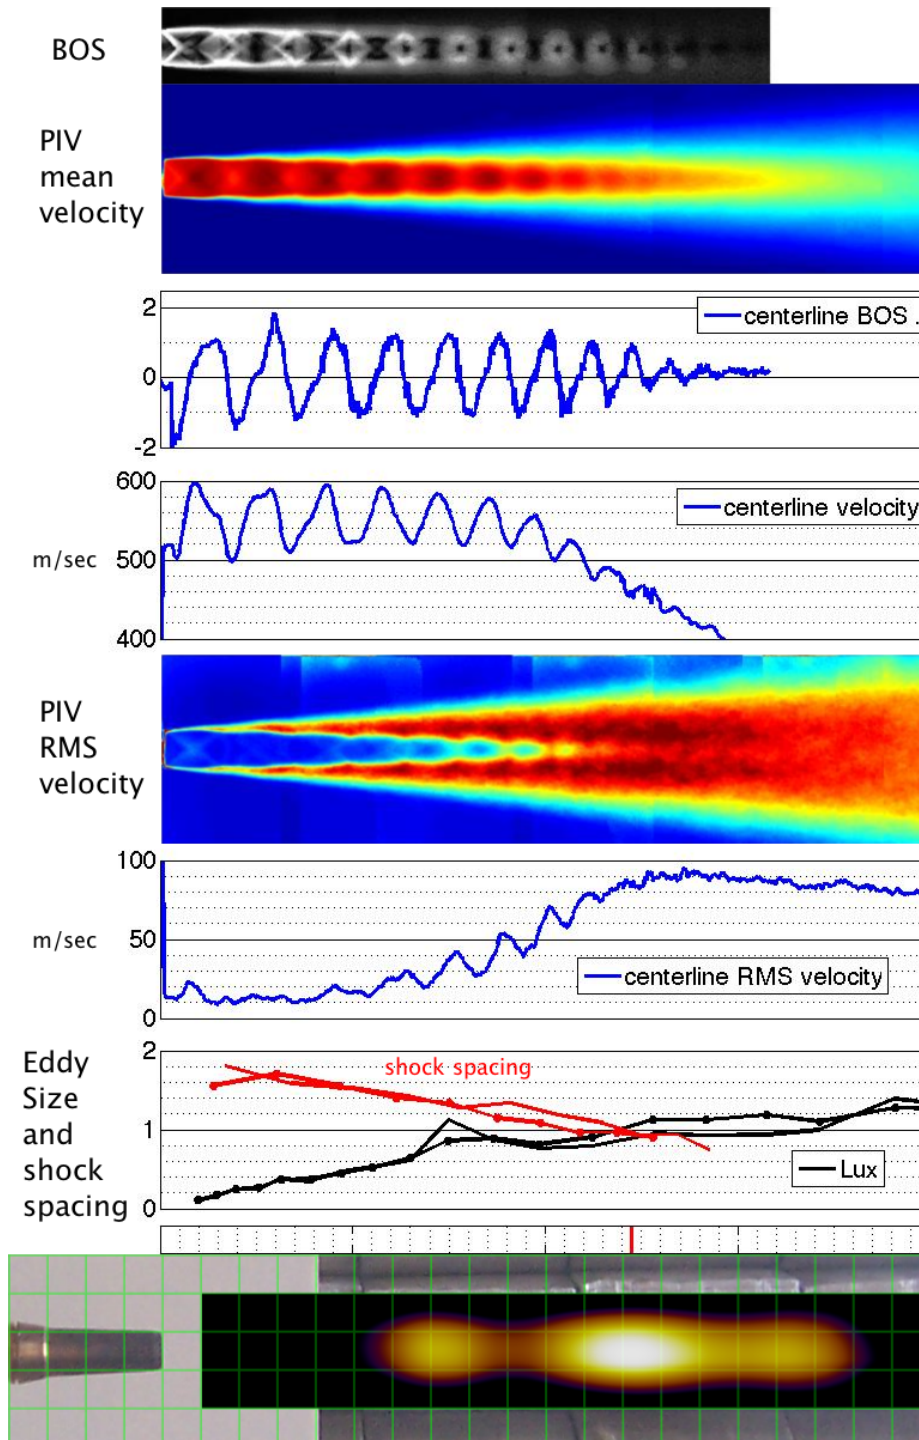 BOS
PIV
mean
velocity
2
0
-2
centerline BOS .
600
500
400
m/sec
centerline velocity
PIV
RMS
velocity
100
50
0
m/sec
centerline RMS velocity
Eddy
Size
and
shock
spacing
2
1
0
shock spacing
Lux